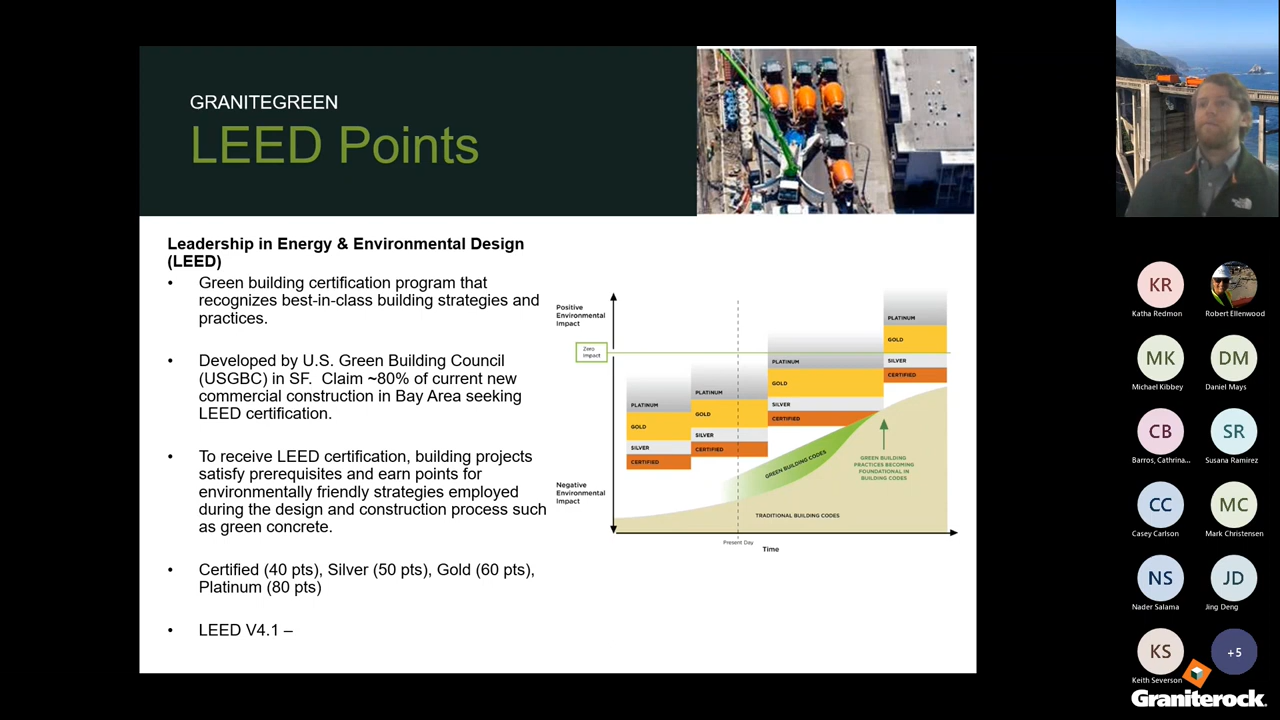 GRANITEGREEN
LEED Points
Leadership in Energy & Environmental Design
(LEED)
• Green building certification program that
recognizes best-in-class building strategies and
practices.
• Developed by U.S. Green Building Council
(USGBC) in SF. Claim ~80% of current new
commercial construction in Bay Area seeking
LEED certification.
• To receive LEED certification, building projects
satisfy prerequisites and earn points for
environmentally friendly strategies employed
during the design and construction process such
as green concrete.
• Certified (40 pts), Silver (50 pts), Gold (60 pts),
Platinum (80 pts)
• LEED V4.1 –
Positive
Environmental
Impact
Zero
Impact
Negative
Environmental
Impact
PLATINUM
GOLD
SILVER
CERTIFIED
PLATINUM
GOLD
SILVER
CERTIFIED
PLATINUM
GOLD
SILVER
CERTIFIED
PLATINUM
GOLD
SILVER
CERTIFIED
GREEN BUILDING CODES
GREEN BUILDING
PRACTICES BECOMING
FOUNDATIONAL IN
BUILDING CODES
TRADITIONAL BUILDING CODES
Present Day
Time
KR
Katha Redmon
Robert Ellenwood
MK
Michael Kibbey
DM
Daniel Mays
CB
Barros, Cathrina...
SR
Susana Ramirez
CC
Casey Carlson
MC
Mark Christensen
NS
Nader Salama
JD
Jing Deng
KS
Keith Severson
+5
Graniterock